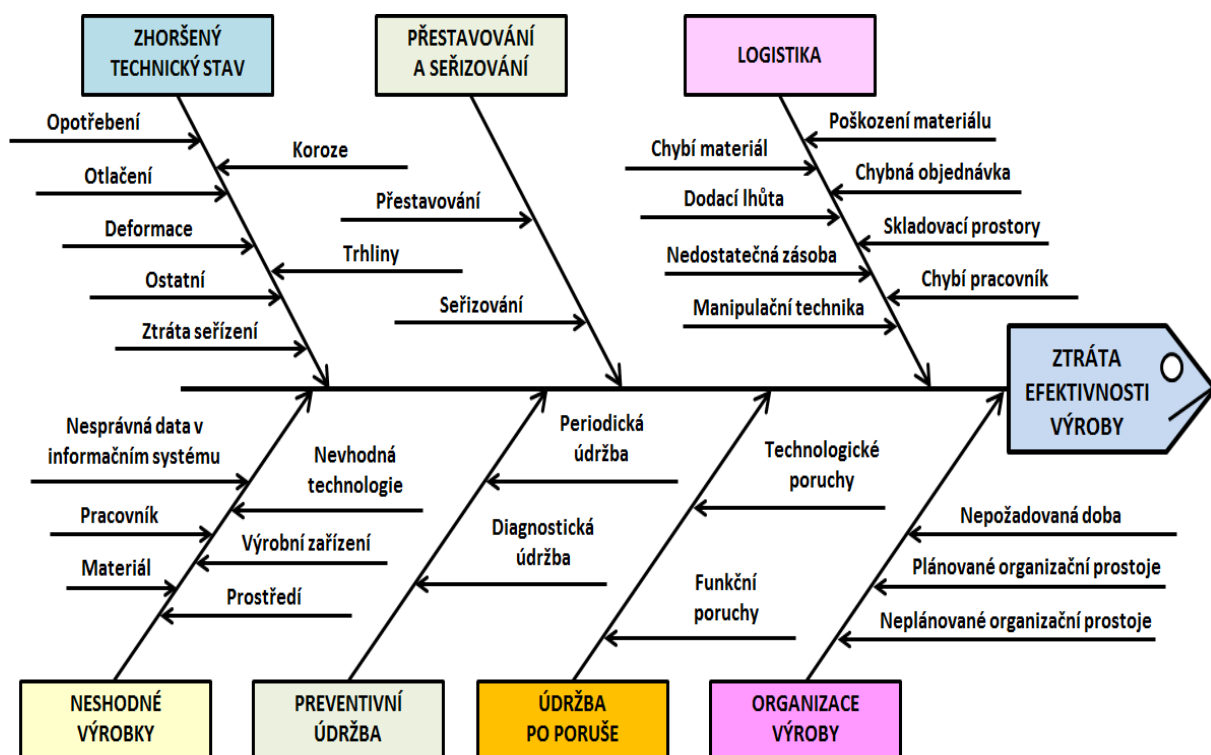 ZHORŠENÝ
TECHNICKÝ STAV
PŘESTAVOVÁNÍ
A SEŘIZOVÁNÍ
LOGISTIKA
Opotřebení
Koroze
Otlačení
Deformace
Trhliny
Ostatní
Ztráta seřízení
Přestavování
Seřizování
Poškození materiálu
Chybí materiál
Chybná objednávka
Dodací lhůta
Skladovací prostory
Nedostatečná zásoba
Chybí pracovník
Manipulační technika
ZTRÁTA
EFEKTIVNOSTI
VÝROBY
Nesprávná data v
informačním systému
Nevhodná
technologie
Pracovník
Výrobní zařízení
Materiál
Prostředí
Periodická
údržba
Diagnostická
údržba
Technologické
poruchy
Funkční
poruchy
Nepožadovaná doba
Plánované organizační prostoje
Neplánované organizační prostoje
NESHODNÉ
VÝROBKY
PREVENTIVNÍ
ÚDRŽBA
ÚDRŽBA
PO PORUŠE
ORGANIZACE
VÝROBY